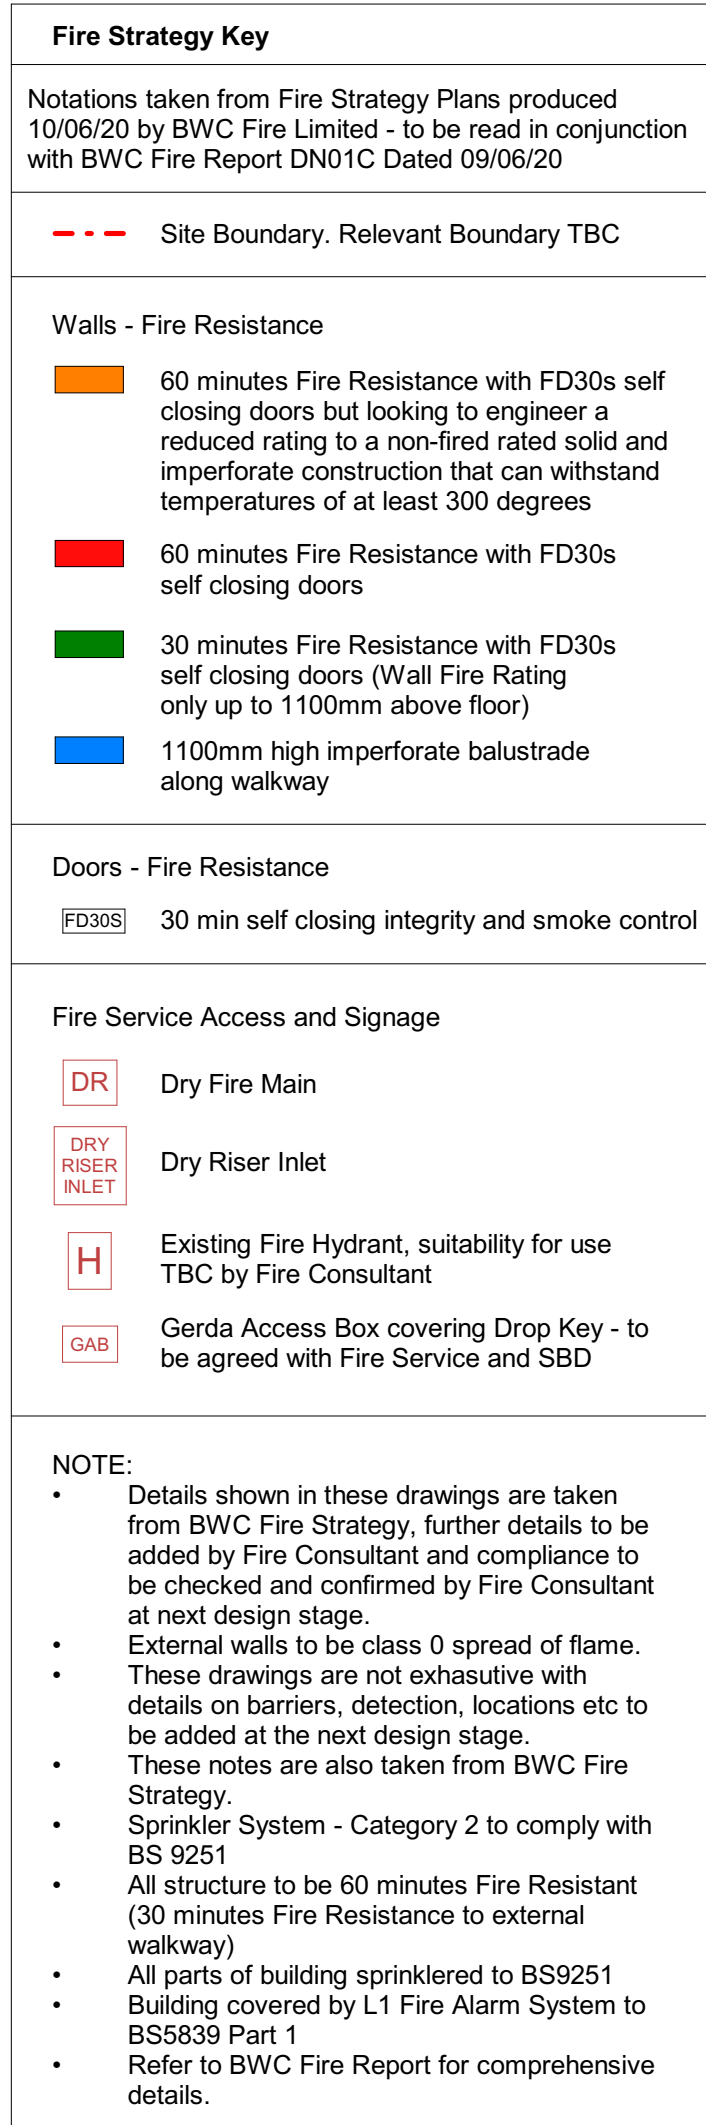 Fire Strategy Key
Notations taken from Fire Strategy Plans produced
10/06/20 by BWC Fire Limited - to be read in conjunction
with BWC Fire Report DN01C Dated 09/06/20
Site Boundary. Relevant Boundary TBC
Walls - Fire Resistance
60 minutes Fire Resistance with FD30s self
closing doors but looking to engineer a
reduced rating to a non-fired rated solid and
imperforate construction that can withstand
temperatures of at least 300 degrees
60 minutes Fire Resistance with FD30s
self closing doors
30 minutes Fire Resistance with FD30s
self closing doors (Wall Fire Rating
only up to 1100mm above floor)
1100mm high imperforate balustrade
along walkway
Doors - Fire Resistance
FD30S 30 min self closing integrity and smoke control
Fire Service Access and Signage
DR Dry Fire Main
DRY
RISER
INLET
Dry Riser Inlet
H
Existing Fire Hydrant, suitability for use
TBC by Fire Consultant
GAB
Gerda Access Box covering Drop Key - to
be agreed with Fire Service and SBD
NOTE:
• Details shown in these drawings are taken
from BWC Fire Strategy, further details to be
added by Fire Consultant and compliance to
be checked and confirmed by Fire Consultant
at next design stage.
• External walls to be class 0 spread of flame.
• These drawings are not exhasutive with
details on barriers, detection, locations etc to
be added at the next design stage.
• These notes are also taken from BWC Fire
Strategy.
• Sprinkler System - Category 2 to comply with
BS 9251
• All structure to be 60 minutes Fire Resistant
(30 minutes Fire Resistance to external
walkway)
• All parts of building sprinklered to BS9251
• Building covered by L1 Fire Alarm System to
BS5839 Part 1
• Refer to BWC Fire Report for comprehensive
details.